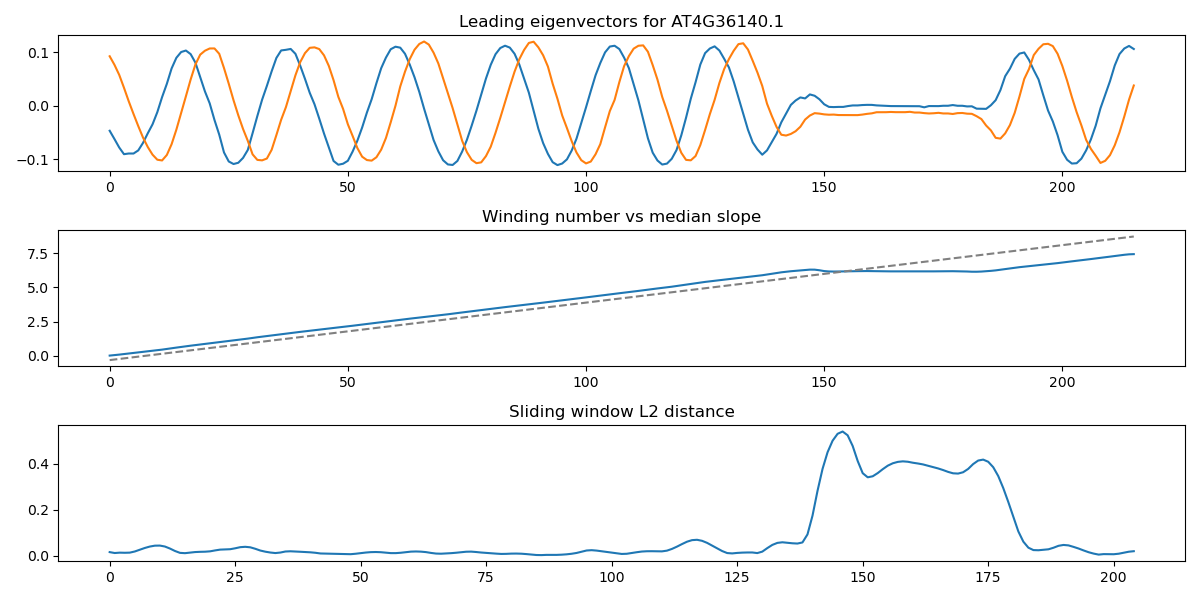 Leading eigenvectors for AT4G36140.1
0.1
0.0
−0.1
0 50 100 150 200
Winding number vs median slope
7.5
5.0
2.5
0.0
0 50 100 150 200
Sliding window L2 distance
0.4
0.2
0.0
0 25 50 75 100 125 150 175 200